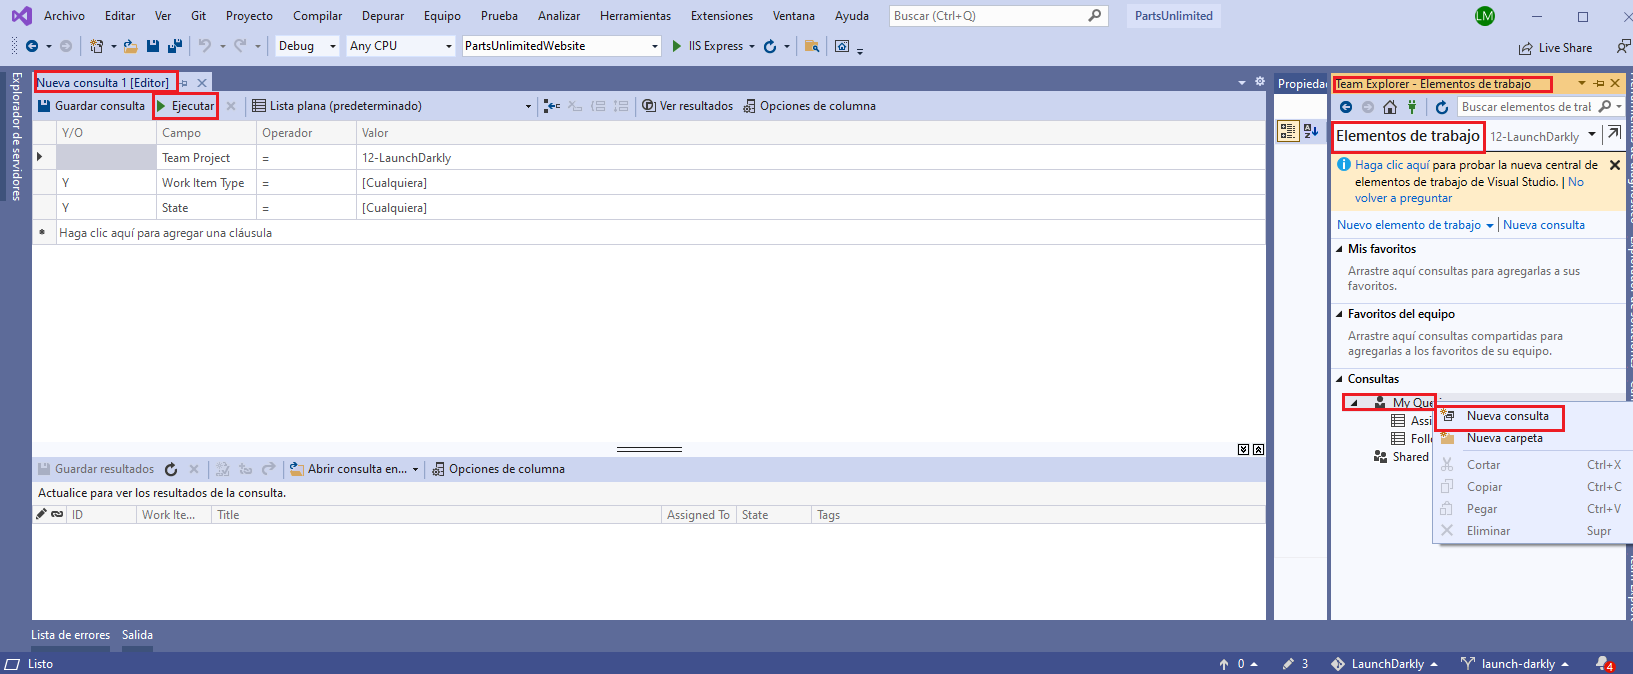 Archivo Editar Ver Git Proyecto Compilar Depurar Equipo Prueba Analizar Herramientas Extensiones Ventana Ayuda Buscar (Ctrl+Q) PartsUnlimited LM
Debug Any CPU PartsUnlimitedWebsite IIS Express Live Share
Explorador de servidores
Nueva consulta 1 [Editor]
Guardar consulta Ejecutar Lista plana (predeterminado) Ver resultados Opciones de columna
Y/O Campo Operador Valor
Team Project = 12-LaunchDarkly
Y Work Item Type = [Cualquiera]
Y State = [Cualquiera]
* Haga clic aquí para agregar una cláusula
Guardar resultados Abrir consulta en... Opciones de columna
Actualice para ver los resultados de la consulta.
ID Work Ite... Title Assigned To State Tags
Propiedad
Team Explorer - Elementos de trabajo
Buscar elementos de tral
Elementos de trabajo 12-LaunchDarkly
Haga clic aquí para probar la nueva central de
elementos de trabajo de Visual Studio. | No
volver a preguntar
Nuevo elemento de trabajo Nueva consulta
Mis favoritos
Arrastre aquí consultas para agregarlas a sus
favoritos.
Favoritos del equipo
Arrastre aquí consultas compartidas para
agregarlas a los favoritos de su equipo.
Consultas
My Que
Assi
Follo
Shared
Nueva consulta
Nueva carpeta
Cortar Ctrl+X
Copiar Ctrl+C
Pegar Ctrl+V
Eliminar Supr
Lista de errores Salida
Listo 0 3 LaunchDarkly launch-darkly 4